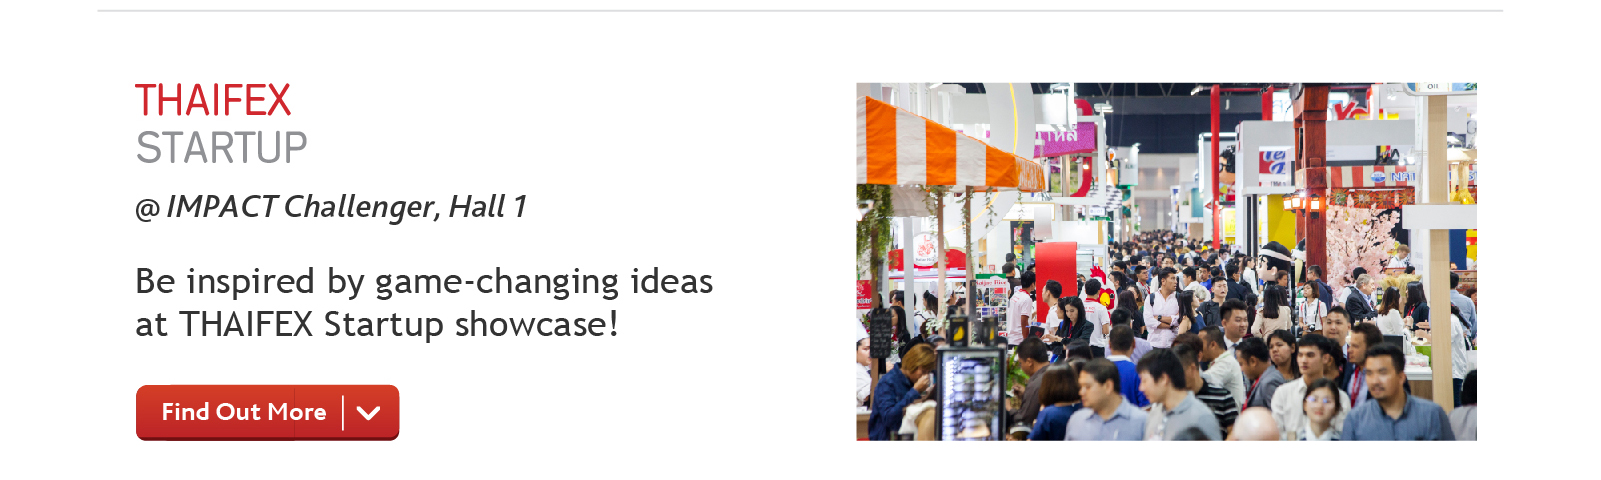 THAIFEX
STARTUP
@ IMPACT Challenger, Hall 1
Be inspired by game-changing ideas
at THAIFEX Startup showcase!
Find Out More